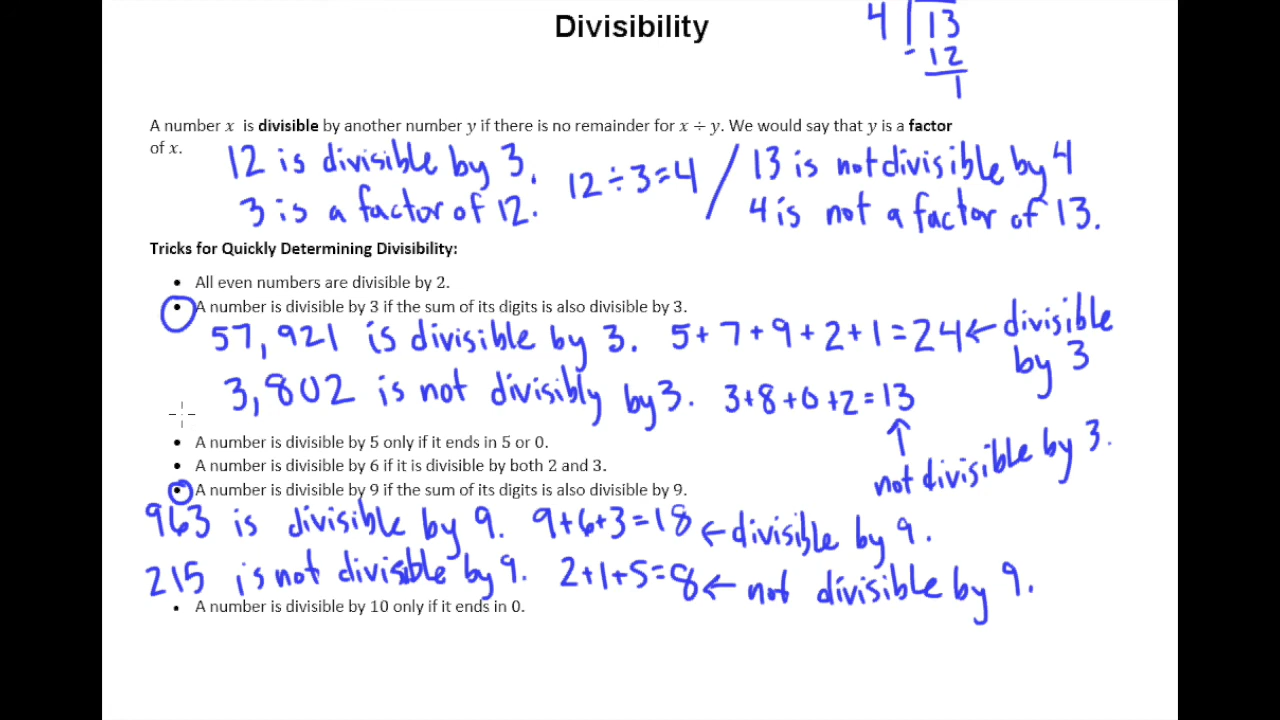 Divisibility
4 13
- 12
1
A number x is divisible by another number y if there is no remainder for x ÷ y. We would say that y is a factor
of x.
12 is divisible by 3. 12 ÷ 3 = 4 / 13 is not divisible by 4
3 is a factor of 12. 4 is not a factor of 13.
Tricks for Quickly Determining Divisibility:
• All even numbers are divisible by 2.
• A number is divisible by 3 if the sum of its digits is also divisible by 3.
57,921 is divisible by 3. 5+7+9+2+1=24 ← divisible
by 3
3,802 is not divisibly by 3. 3+8+0+2=13
↑
not divisible by 3.
• A number is divisible by 5 only if it ends in 5 or 0.
• A number is divisible by 6 if it is divisible by both 2 and 3.
• A number is divisible by 9 if the sum of its digits is also divisible by 9.
963 is divisible by 9. 9+6+3=18 ← divisible by 9.
215 is not divisible by 9. 2+1+5=8 ← not divisible by 9.
• A number is divisible by 10 only if it ends in 0.